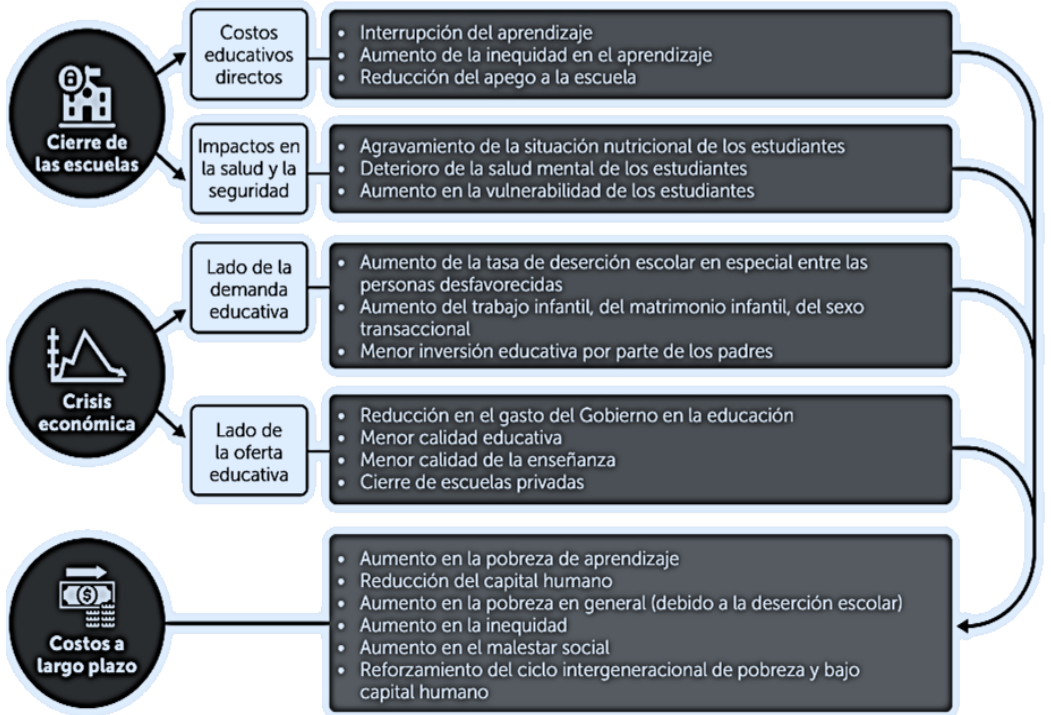 Cierre de
las escuelas
Costos
educativos
directos
• Interrupción del aprendizaje
• Aumento de la inequidad en el aprendizaje
• Reducción del apego a la escuela
Impactos en
la salud y la
seguridad
• Agravamiento de la situación nutricional de los estudiantes
• Deterioro de la salud mental de los estudiantes
• Aumento en la vulnerabilidad de los estudiantes
Crisis
económica
Lado de la
demanda
educativa
• Aumento de la tasa de deserción escolar en especial entre las
personas desfavorecidas
• Aumento del trabajo infantil, del matrimonio infantil, del sexo
transaccional
• Menor inversión educativa por parte de los padres
Lado de
la oferta
educativa
• Reducción en el gasto del Gobierno en la educación
• Menor calidad educativa
• Menor calidad de la enseñanza
• Cierre de escuelas privadas
Costos a
largo plazo
• Aumento en la pobreza de aprendizaje
• Reducción del capital humano
• Aumento en la pobreza en general (debido a la deserción escolar)
• Aumento en la inequidad
• Aumento en el malestar social
• Reforzamiento del ciclo intergeneracional de pobreza y bajo
capital humano